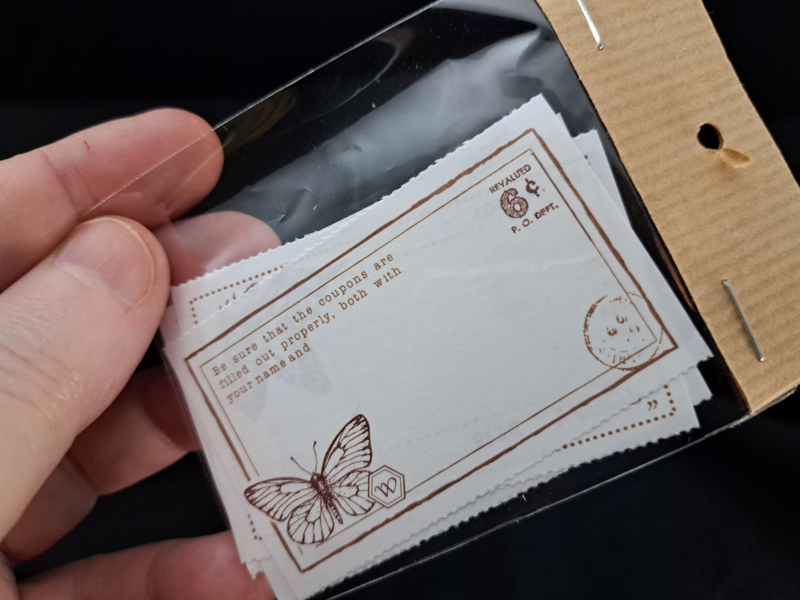 REVALUED
6 ¢
P. O. DEPT.
Be sure that the coupons are
filled out properly, both with
your name and
W
”